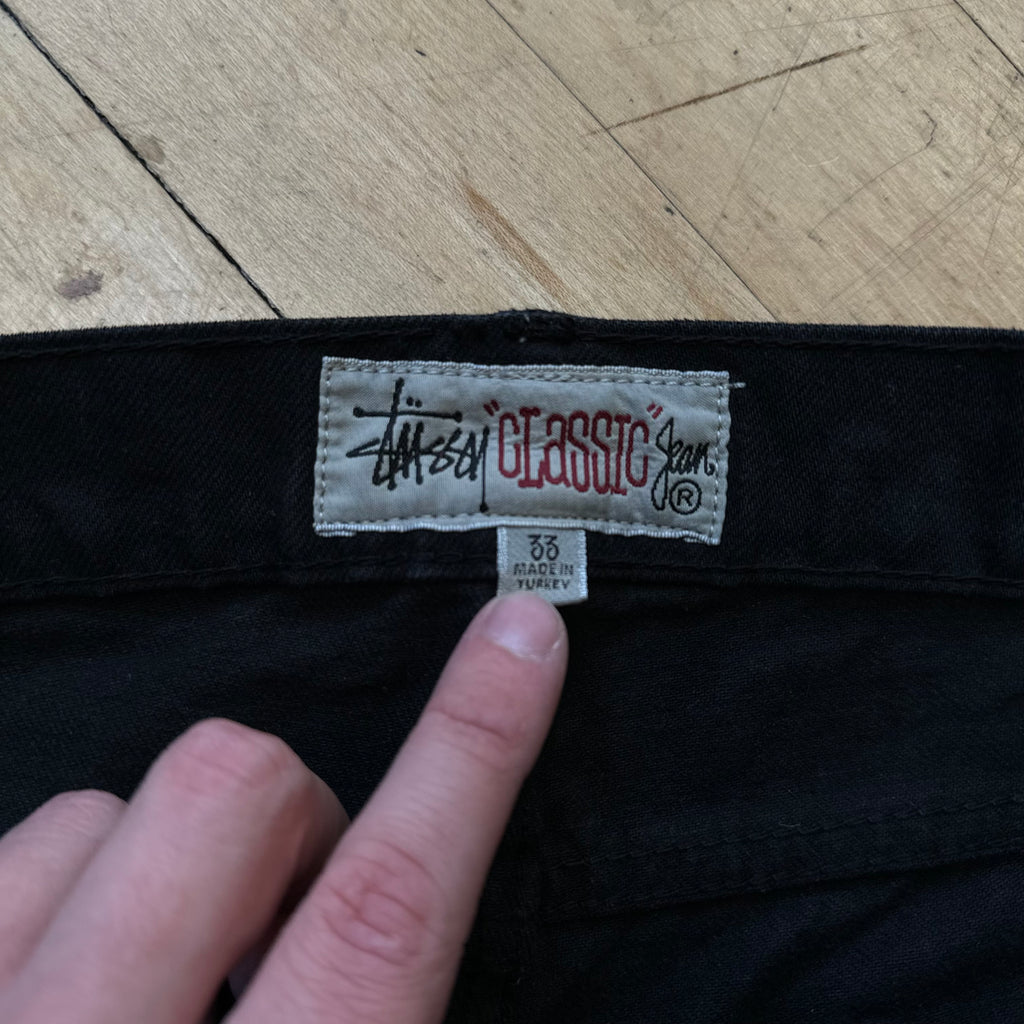 Stüssy "CLASSIC" Jean ®
33
MADE IN
TURKEY